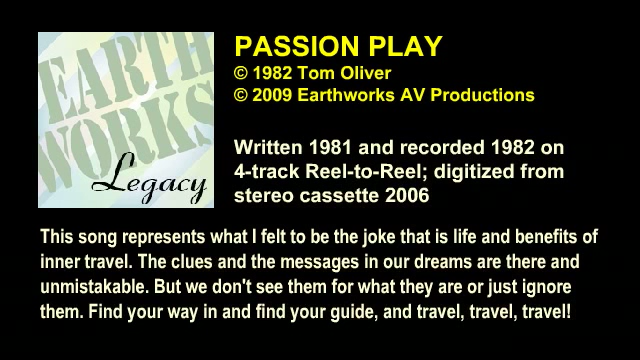 EARTH
WORKS
Legacy
PASSION PLAY
© 1982 Tom Oliver
© 2009 Earthworks AV Productions
Written 1981 and recorded 1982 on
4-track Reel-to-Reel; digitized from
stereo cassette 2006
This song represents what I felt to be the joke that is life and benefits of
inner travel. The clues and the messages in our dreams are there and
unmistakable. But we don't see them for what they are or just ignore
them. Find your way in and find your guide, and travel, travel, travel!